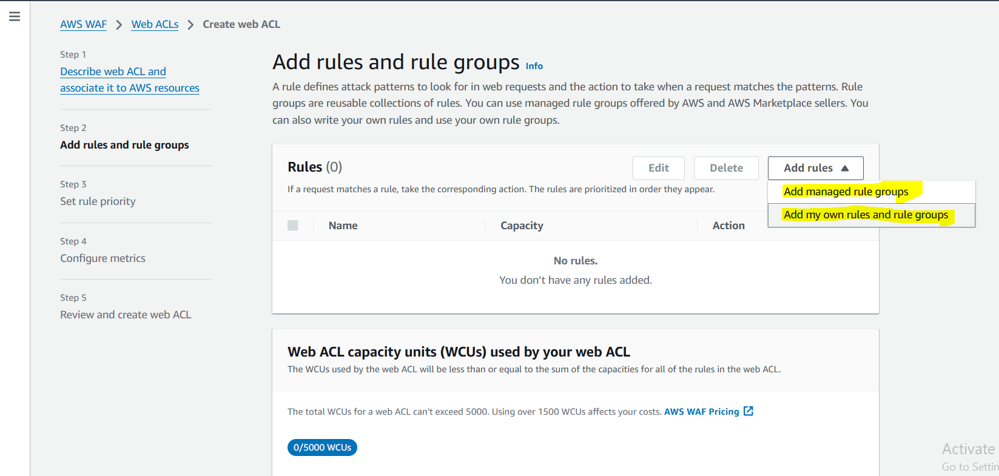 AWS WAF > Web ACLs > Create web ACL
Step 1
Describe web ACL and
associate it to AWS resources
Step 2
Add rules and rule groups
Step 3
Set rule priority
Step 4
Configure metrics
Step 5
Review and create web ACL
Add rules and rule groups Info
A rule defines attack patterns to look for in web requests and the action to take when a request matches the patterns. Rule
groups are reusable collections of rules. You can use managed rule groups offered by AWS and AWS Marketplace sellers. You
can also write your own rules and use your own rule groups.
Rules (0)
Edit
Delete
Add rules
If a request matches a rule, take the corresponding action. The rules are prioritized in order they appear.
Add managed rule groups
Add my own rules and rule groups
Name
Capacity
Action
No rules.
You don’t have any rules added.
Web ACL capacity units (WCUs) used by your web ACL
The WCUs used by the web ACL will be less than or equal to the sum of the capacities for all of the rules in the web ACL.
The total WCUs for a web ACL can't exceed 5000. Using over 1500 WCUs affects your costs. AWS WAF Pricing
0/5000 WCUs
Activate
Go to Settin